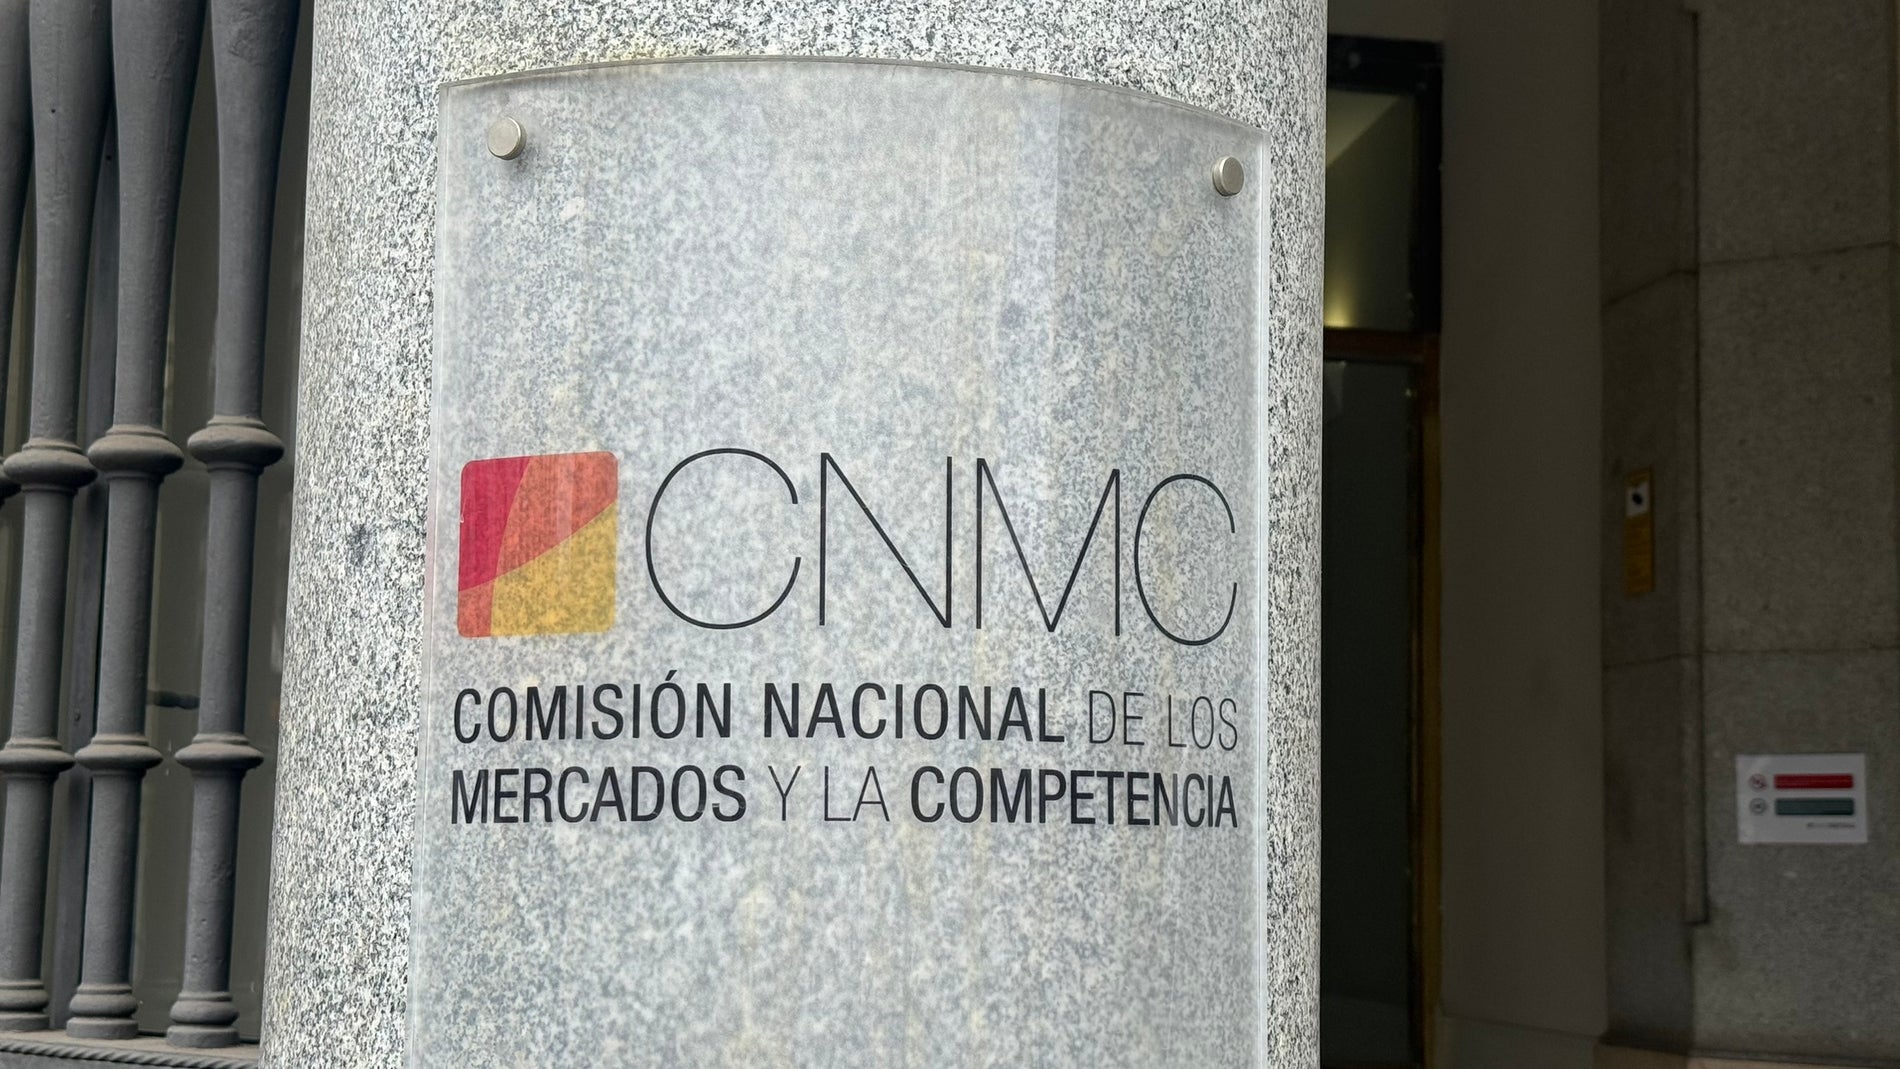 CNMC
COMISIÓN NACIONAL DE LOS
MERCADOS Y LA COMPETENCIA